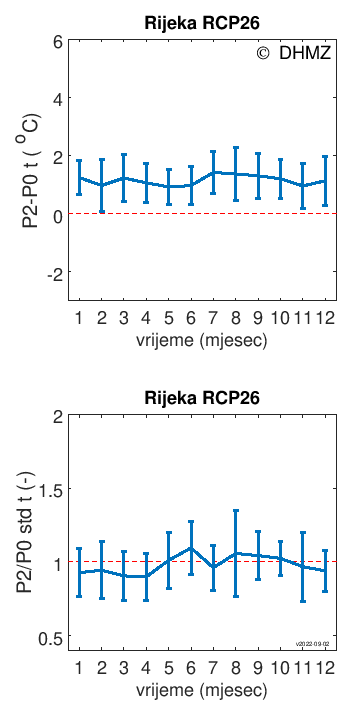 Rijeka RCP26
© DHMZ
P2-P0 t ( °C)
6
4
2
0
-2
1 2 3 4 5 6 7 8 9 10 11 12
vrijeme (mjesec)
Rijeka RCP26
P2/P0 std t (-)
2
1.5
1
0.5
v2022-09-02
1 2 3 4 5 6 7 8 9 10 11 12
vrijeme (mjesec)